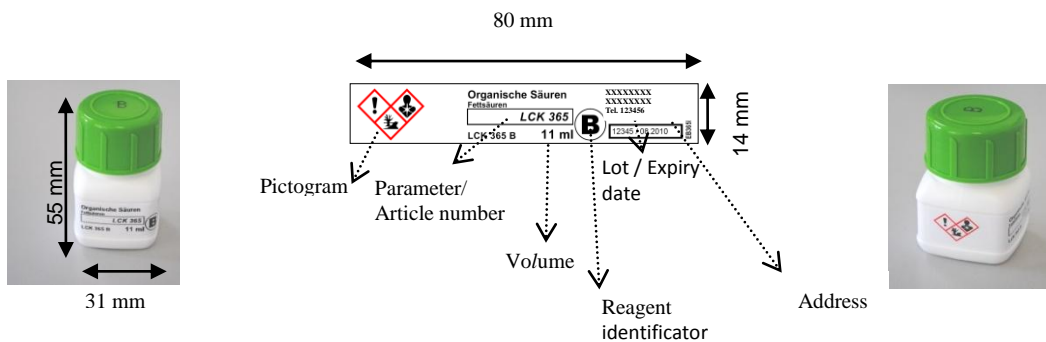 80 mm
Organische Säuren
Fettsäuren
LCK 365
LCK 365 B 11 ml
B
XXXXXXXX
XXXXXXXX
Tel. 123456
12345 08.2010
EB365I
14 mm
B
55 mm
Organische Säuren
Fettsäuren
LCK 365
LCK 365 B 11 ml
B
31 mm
Pictogram
Parameter/
Article number
Volume
Reagent
identificator
Lot / Expiry
date
Address